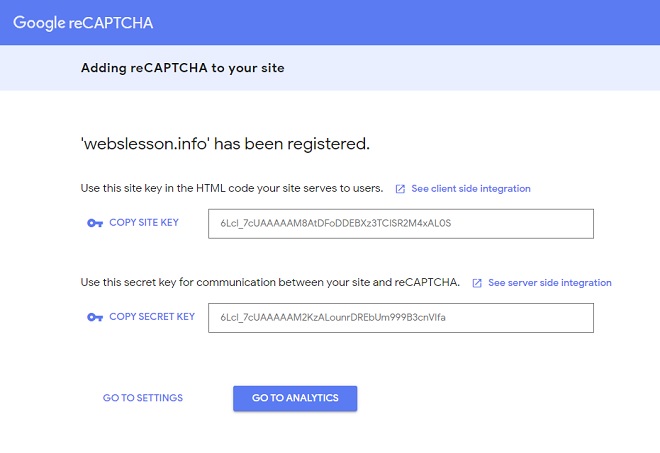 Google reCAPTCHA
Adding reCAPTCHA to your site
'webslesson.info' has been registered.
Use this site key in the HTML code your site serves to users. See client side integration
COPY SITE KEY 6Lcl_7cUAAAAAM8AtDFoDDEBXz3TClSR2M4xAL0S
Use this secret key for communication between your site and reCAPTCHA. See server side integration
COPY SECRET KEY 6Lcl_7cUAAAAAM2KzALounrDREbUm999B3cnVlfa
GO TO SETTINGS GO TO ANALYTICS